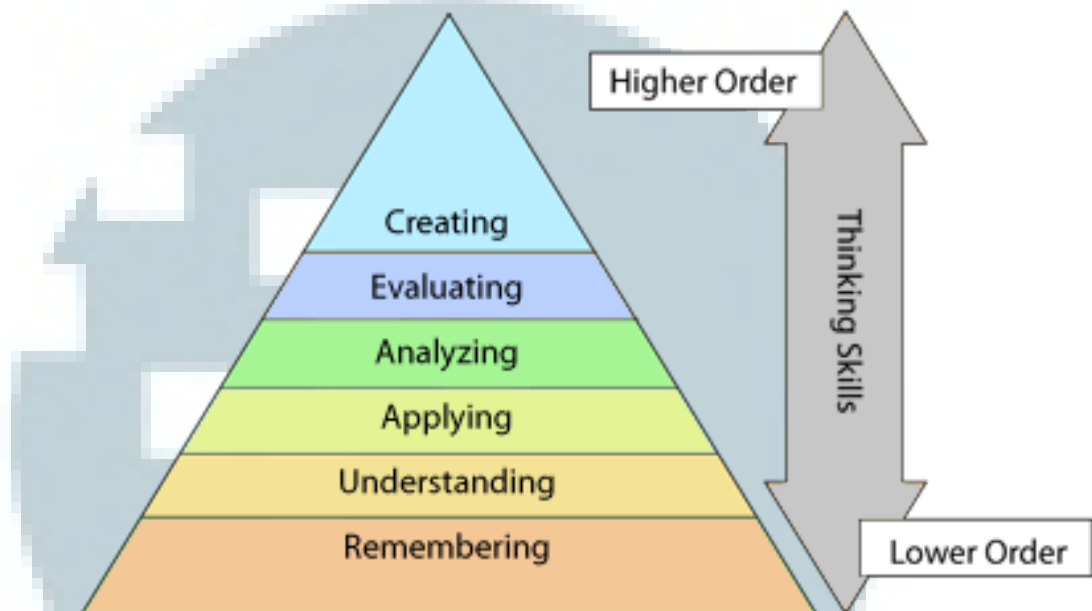 Higher Order
Creating
Evaluating
Analyzing
Applying
Understanding
Remembering
Thinking Skills
Lower Order